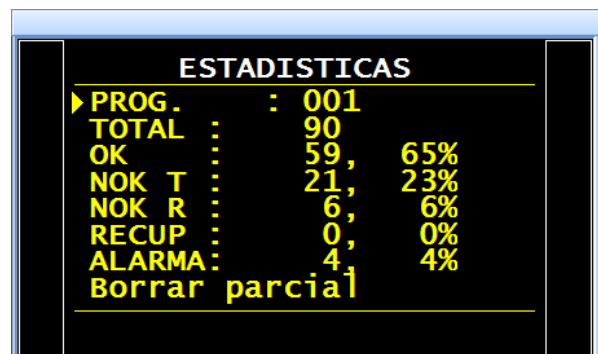 ESTADISTICAS
PROG. : 001
TOTAL : 90
OK : 59, 65%
NOK T : 21, 23%
NOK R : 6, 6%
RECUP : 0, 0%
ALARMA: 4, 4%
Borrar parcial